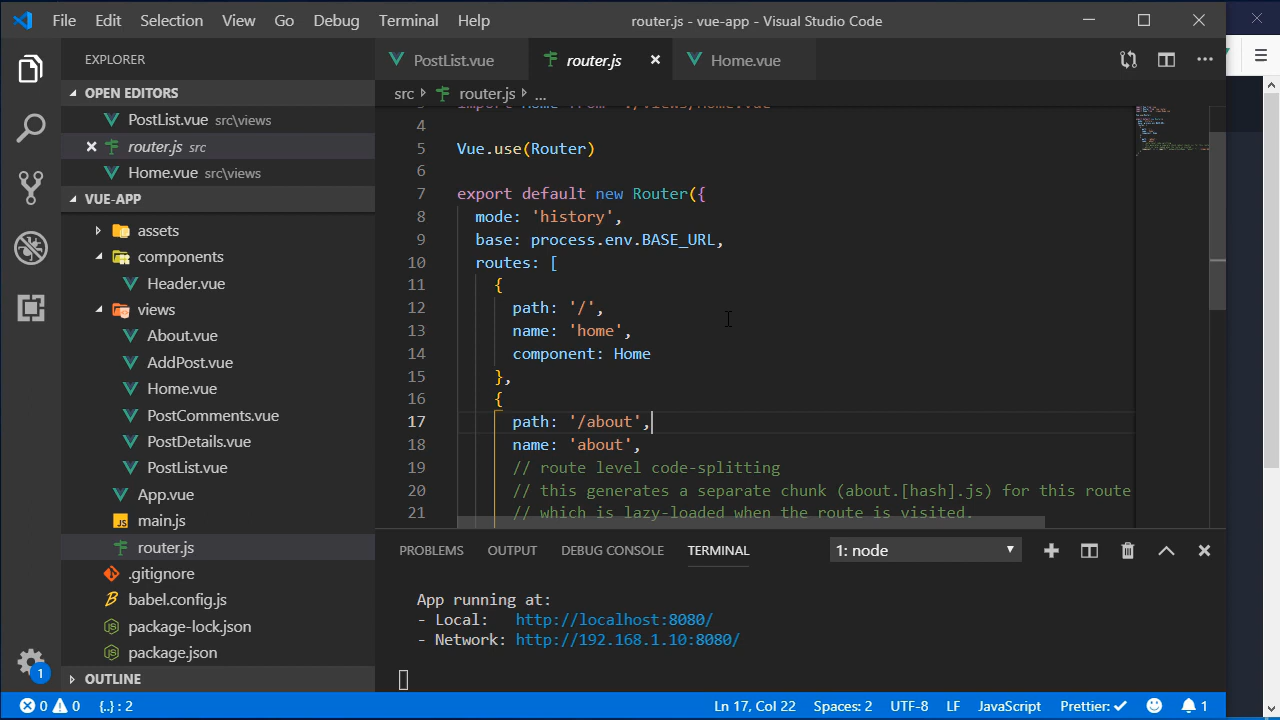 File Edit Selection View Go Debug Terminal Help
router.js - vue-app - Visual Studio Code
EXPLORER
OPEN EDITORS
PostList.vue src\views
router.js src
Home.vue src\views
VUE-APP
assets
components
Header.vue
views
About.vue
AddPost.vue
Home.vue
PostComments.vue
PostDetails.vue
PostList.vue
App.vue
main.js
router.js
.gitignore
babel.config.js
package-lock.json
package.json
OUTLINE
PostList.vue router.js Home.vue
src router.js ...
3 import Home from './views/Home.vue'
4
5 Vue.use(Router)
6
7 export default new Router({
8 mode: 'history',
9 base: process.env.BASE_URL,
10 routes: [
11 {
12 path: '/',
13 name: 'home',
14 component: Home
15 },
16 {
17 path: '/about',
18 name: 'about',
19 // route level code-splitting
20 // this generates a separate chunk (about.[hash].js) for this route
21 // which is lazy-loaded when the route is visited.
PROBLEMS OUTPUT DEBUG CONSOLE TERMINAL 1: node
App running at:
- Local: http://localhost:8080/
- Network: http://192.168.1.10:8080/
1
0 0 {..} : 2 Ln 17, Col 22 Spaces: 2 UTF-8 LF JavaScript Prettier: ✓ 1